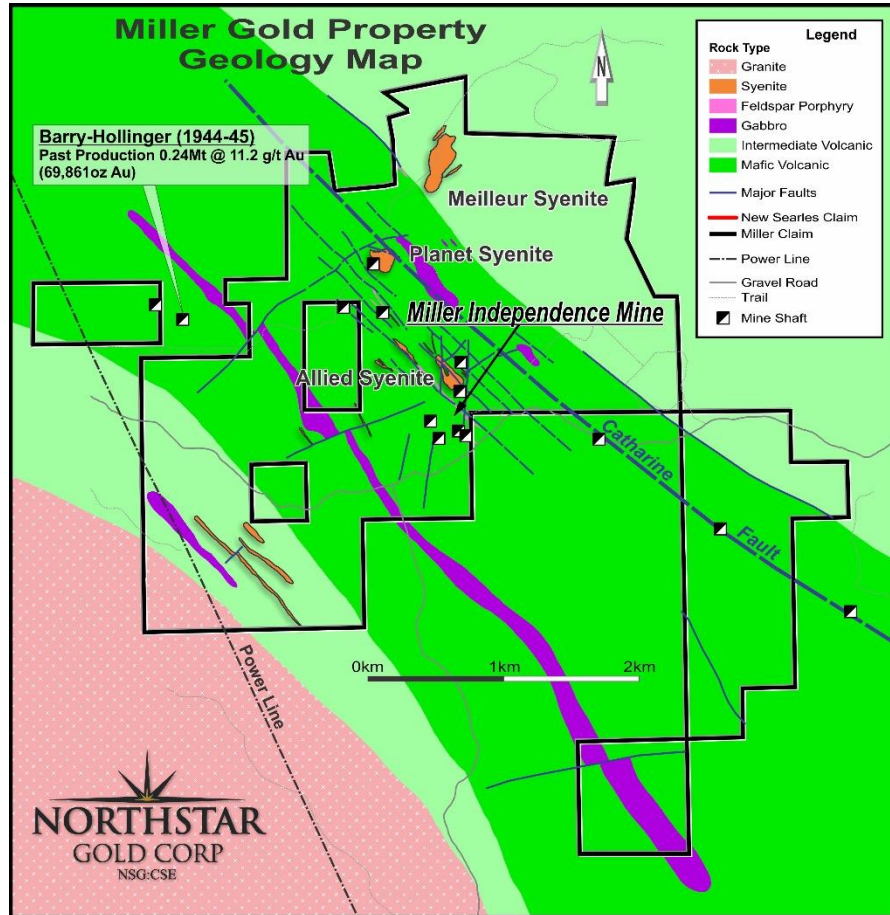 Miller Gold Property
Geology Map
N
Legend
Rock Type
Granite
Syenite
Feldspar Porphyry
Gabbro
Intermediate Volcanic
Mafic Volcanic
Major Faults
New Searles Claim
Miller Claim
Power Line
Gravel Road
Trail
Mine Shaft
Barry-Hollinger (1944-45)
Past Production 0.24Mt @ 11.2 g/t Au
(69,861oz Au)
Meilleur Syenite
Planet Syenite
Miller Independence Mine
Allied Syenite
Catharine
Fault
Power Line
0km
1km
2km
NORTHSTAR
GOLD CORP
NSG:CSE